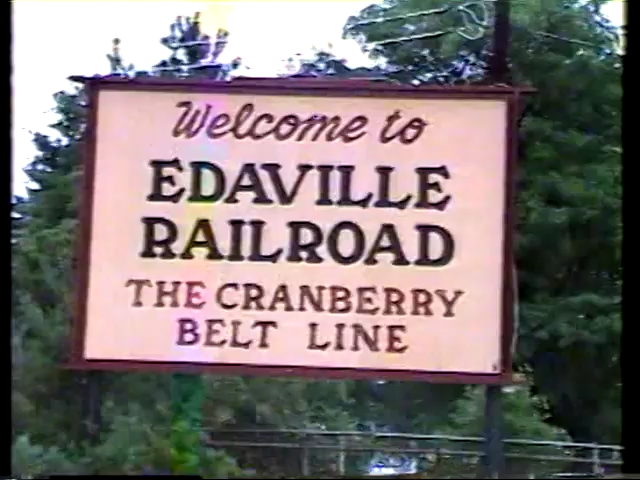 Welcome to
EDAVILLE
RAILROAD
THE CRANBERRY
BELT LINE